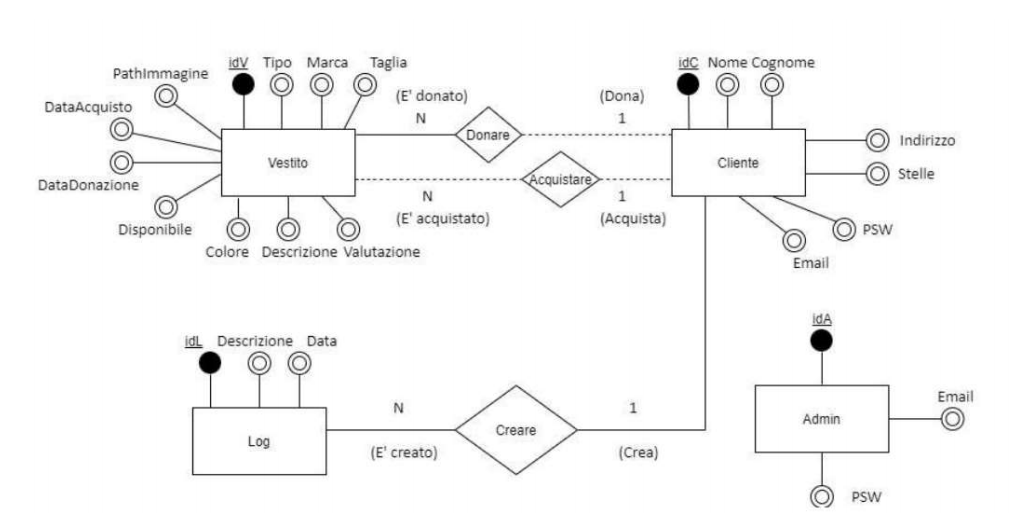 idV Tipo Marca Taglia
PathImmagine
DataAcquisto
DataDonazione
Disponibile
Colore Descrizione Valutazione
Vestito
(E' donato)
N
Donare
(Dona)
1
Acquistare
N
(E' acquistato)
1
(Acquista)
idC Nome Cognome
Cliente
Indirizzo
Stelle
PSW
Email
idL Descrizione Data
Log
N
(E' creato)
Creare
1
(Crea)
idA
Admin
Email
PSW